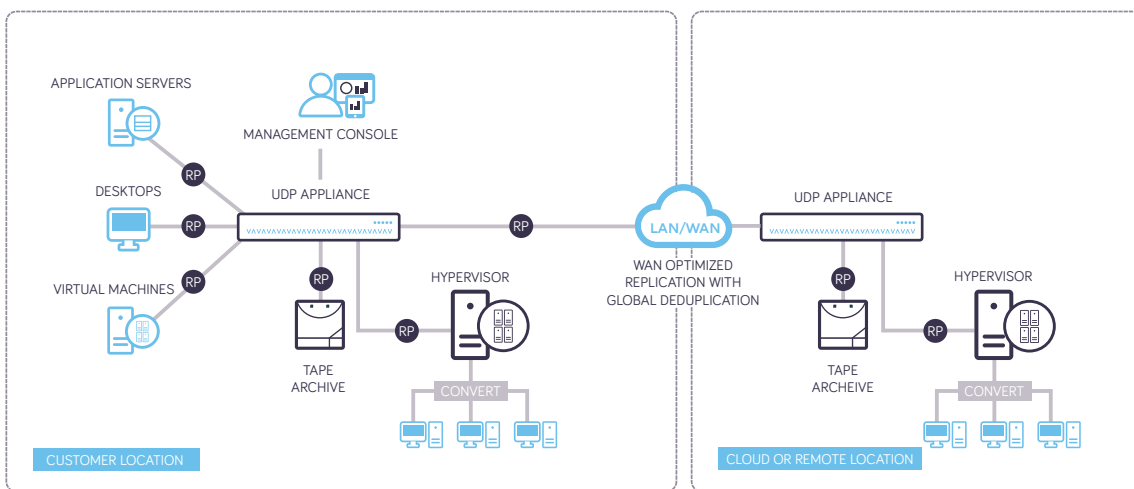 APPLICATION SERVERS
RP
MANAGEMENT CONSOLE
DESKTOPS
RP
UDP APPLIANCE
RP
VIRTUAL MACHINES
RP
RP
TAPE
ARCHIVE
HYPERVISOR
RP
CONVERT
CUSTOMER LOCATION
LAN/WAN
WAN OPTIMIZED
REPLICATION WITH
GLOBAL DEDUPLICATION
UDP APPLIANCE
RP
TAPE
ARCHEIVE
HYPERVISOR
RP
CONVERT
CLOUD OR REMOTE LOCATION